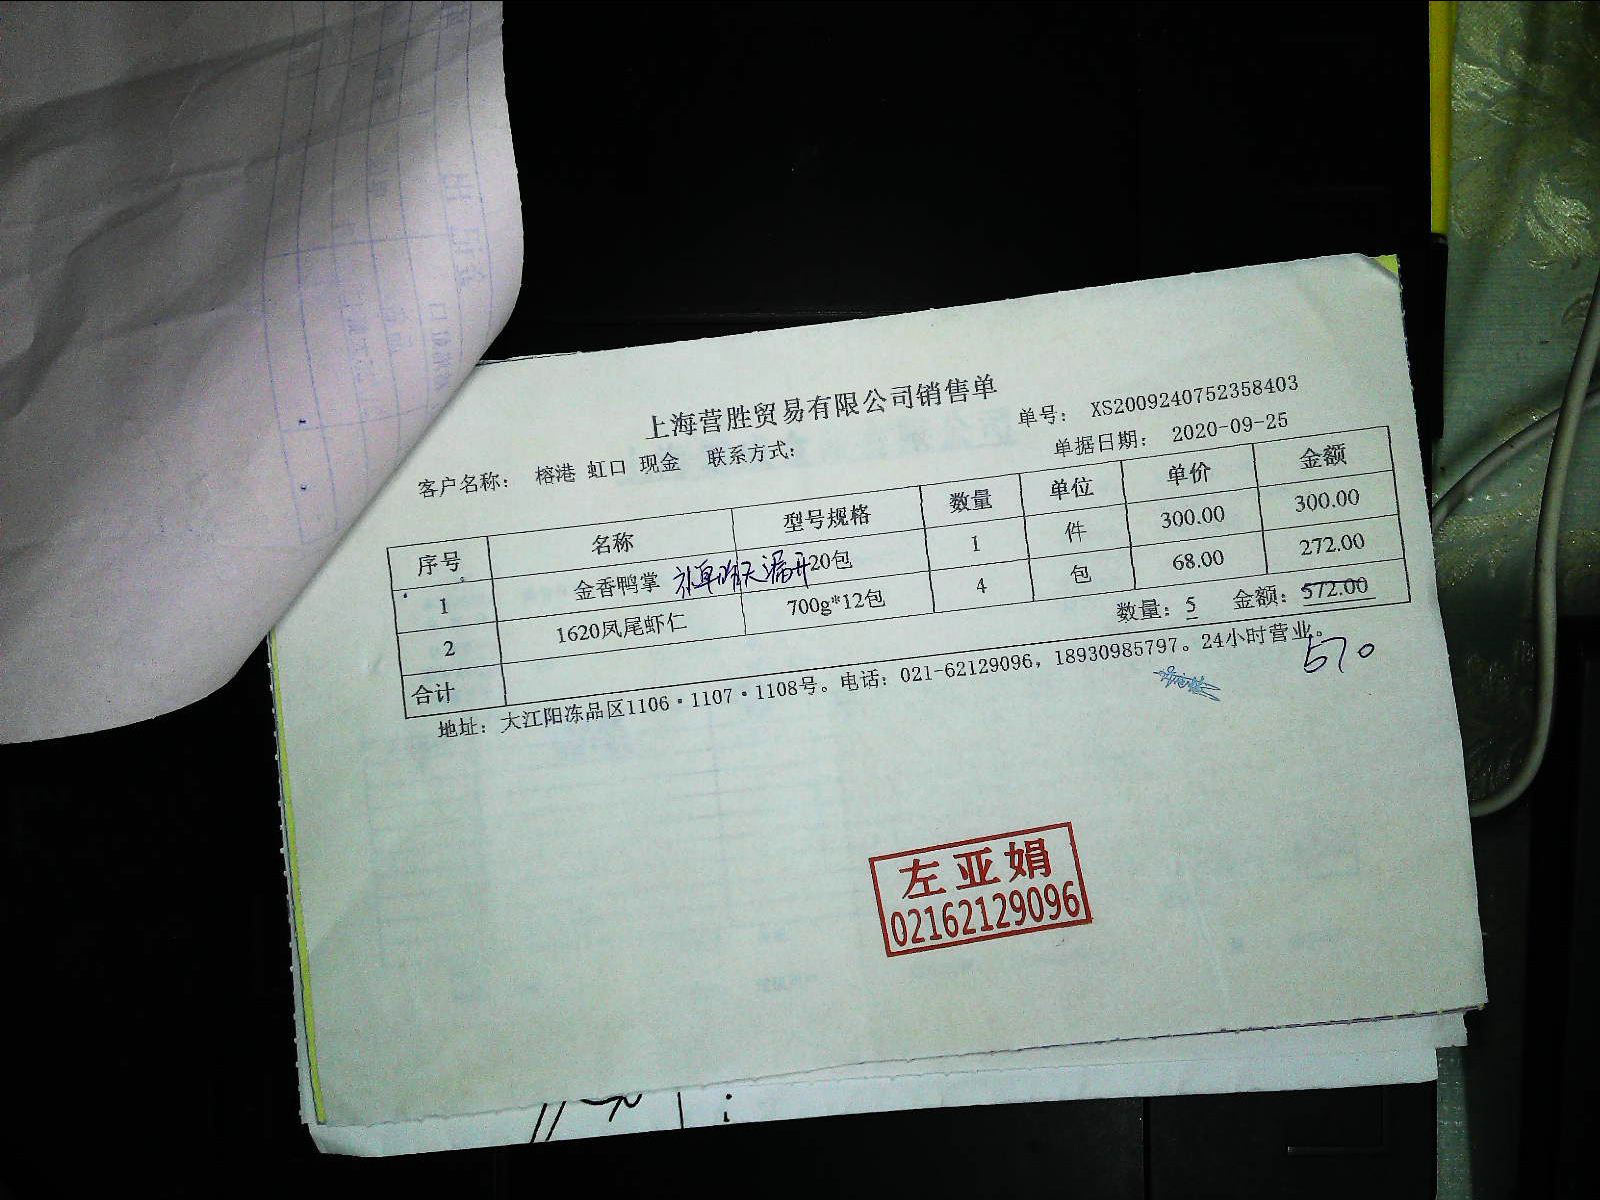 上海营胜贸易有限公司销售单
单号： XS2009240752358403
客户名称： 榕港 虹口 现金 联系方式：
单据日期： 2020-09-25
序号 名称 型号规格 数量 单位 单价 金额
1 金香鸭掌 补单昨天漏开 20包 1 件 300.00 300.00
2 1620凤尾虾仁 700g*12包 4 包 68.00 272.00
合计 数量：5 金额：572.00
570
地址：大江阳冻品区1106·1107·1108号。电话：021-62129096，18930985797。24小时营业。
左亚娟
02162129096